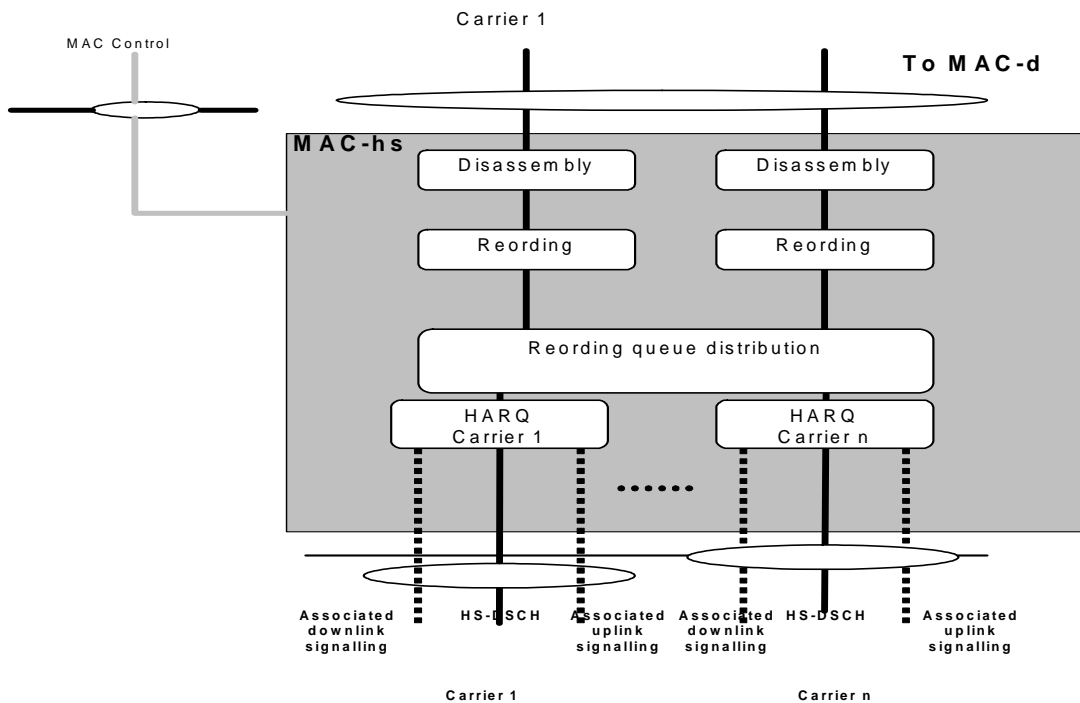 Carrier 1
MAC Control
To MAC-d
MAC-hs
Disassembly
Disassembly
Reording
Reording
Reording queue distribution
HARQ
Carrier 1
HARQ
Carrier n
Associated
downlink
signalling
HS-DSCH
Associated
uplink
signalling
Associated
downlink
signalling
HS-DSCH
Associated
uplink
signalling
Carrier 1
Carrier n